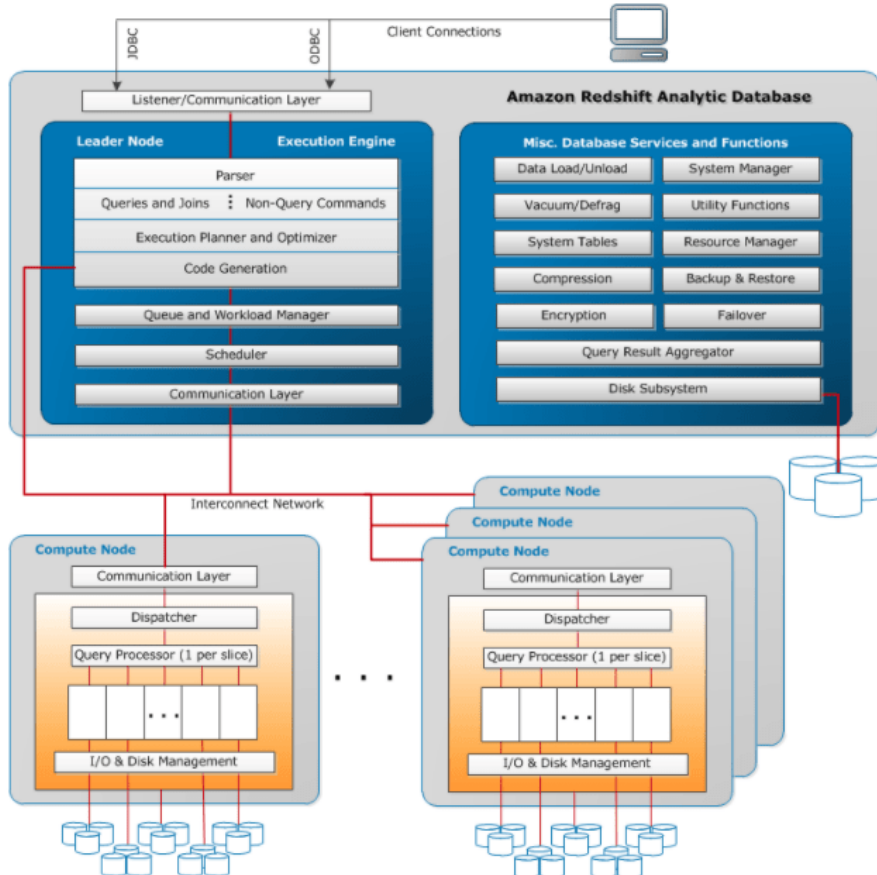 Client Connections
JDBC
ODBC
Listener/Communication Layer
Amazon Redshift Analytic Database
Leader Node
Execution Engine
Parser
Queries and Joins
Non-Query Commands
Execution Planner and Optimizer
Code Generation
Queue and Workload Manager
Scheduler
Communication Layer
Misc. Database Services and Functions
Data Load/Unload
System Manager
Vacuum/Defrag
Utility Functions
System Tables
Resource Manager
Compression
Backup & Restore
Encryption
Failover
Query Result Aggregator
Disk Subsystem
Interconnect Network
Compute Node
Communication Layer
Dispatcher
Query Processor (1 per slice)
...
I/O & Disk Management
. . .
Compute Node
Compute Node
Compute Node
Communication Layer
Dispatcher
Query Processor (1 per slice)
...
I/O & Disk Management